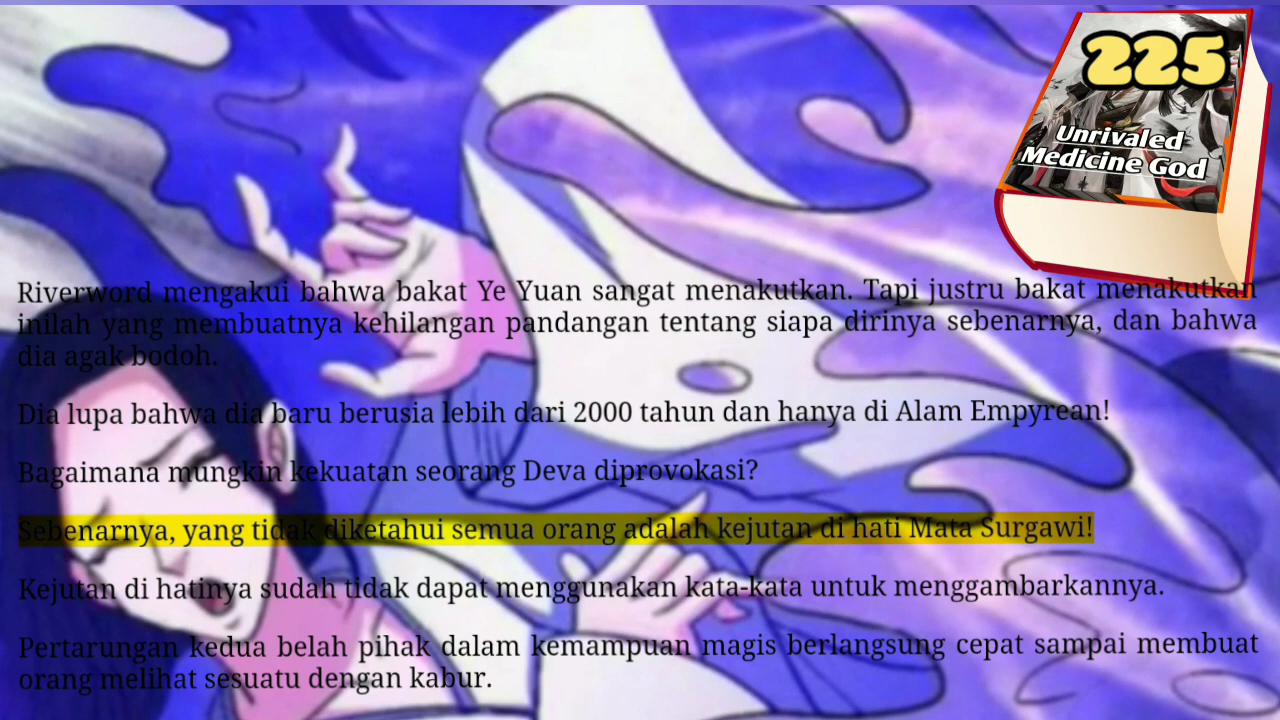 225
Unrivaled
Medicine God
Riverword mengakui bahwa bakat Ye Yuan sangat menakutkan. Tapi justru bakat menakutkan
inilah yang membuatnya kehilangan pandangan tentang siapa dirinya sebenarnya, dan bahwa
dia agak bodoh.
Dia lupa bahwa dia baru berusia lebih dari 2000 tahun dan hanya di Alam Empyrean!
Bagaimana mungkin kekuatan seorang Deva diprovokasi?
Sebenarnya, yang tidak diketahui semua orang adalah kejutan di hati Mata Surgawi!
Kejutan di hatinya sudah tidak dapat menggunakan kata-kata untuk menggambarkannya.
Pertarungan kedua belah pihak dalam kemampuan magis berlangsung cepat sampai membuat
orang melihat sesuatu dengan kabur.